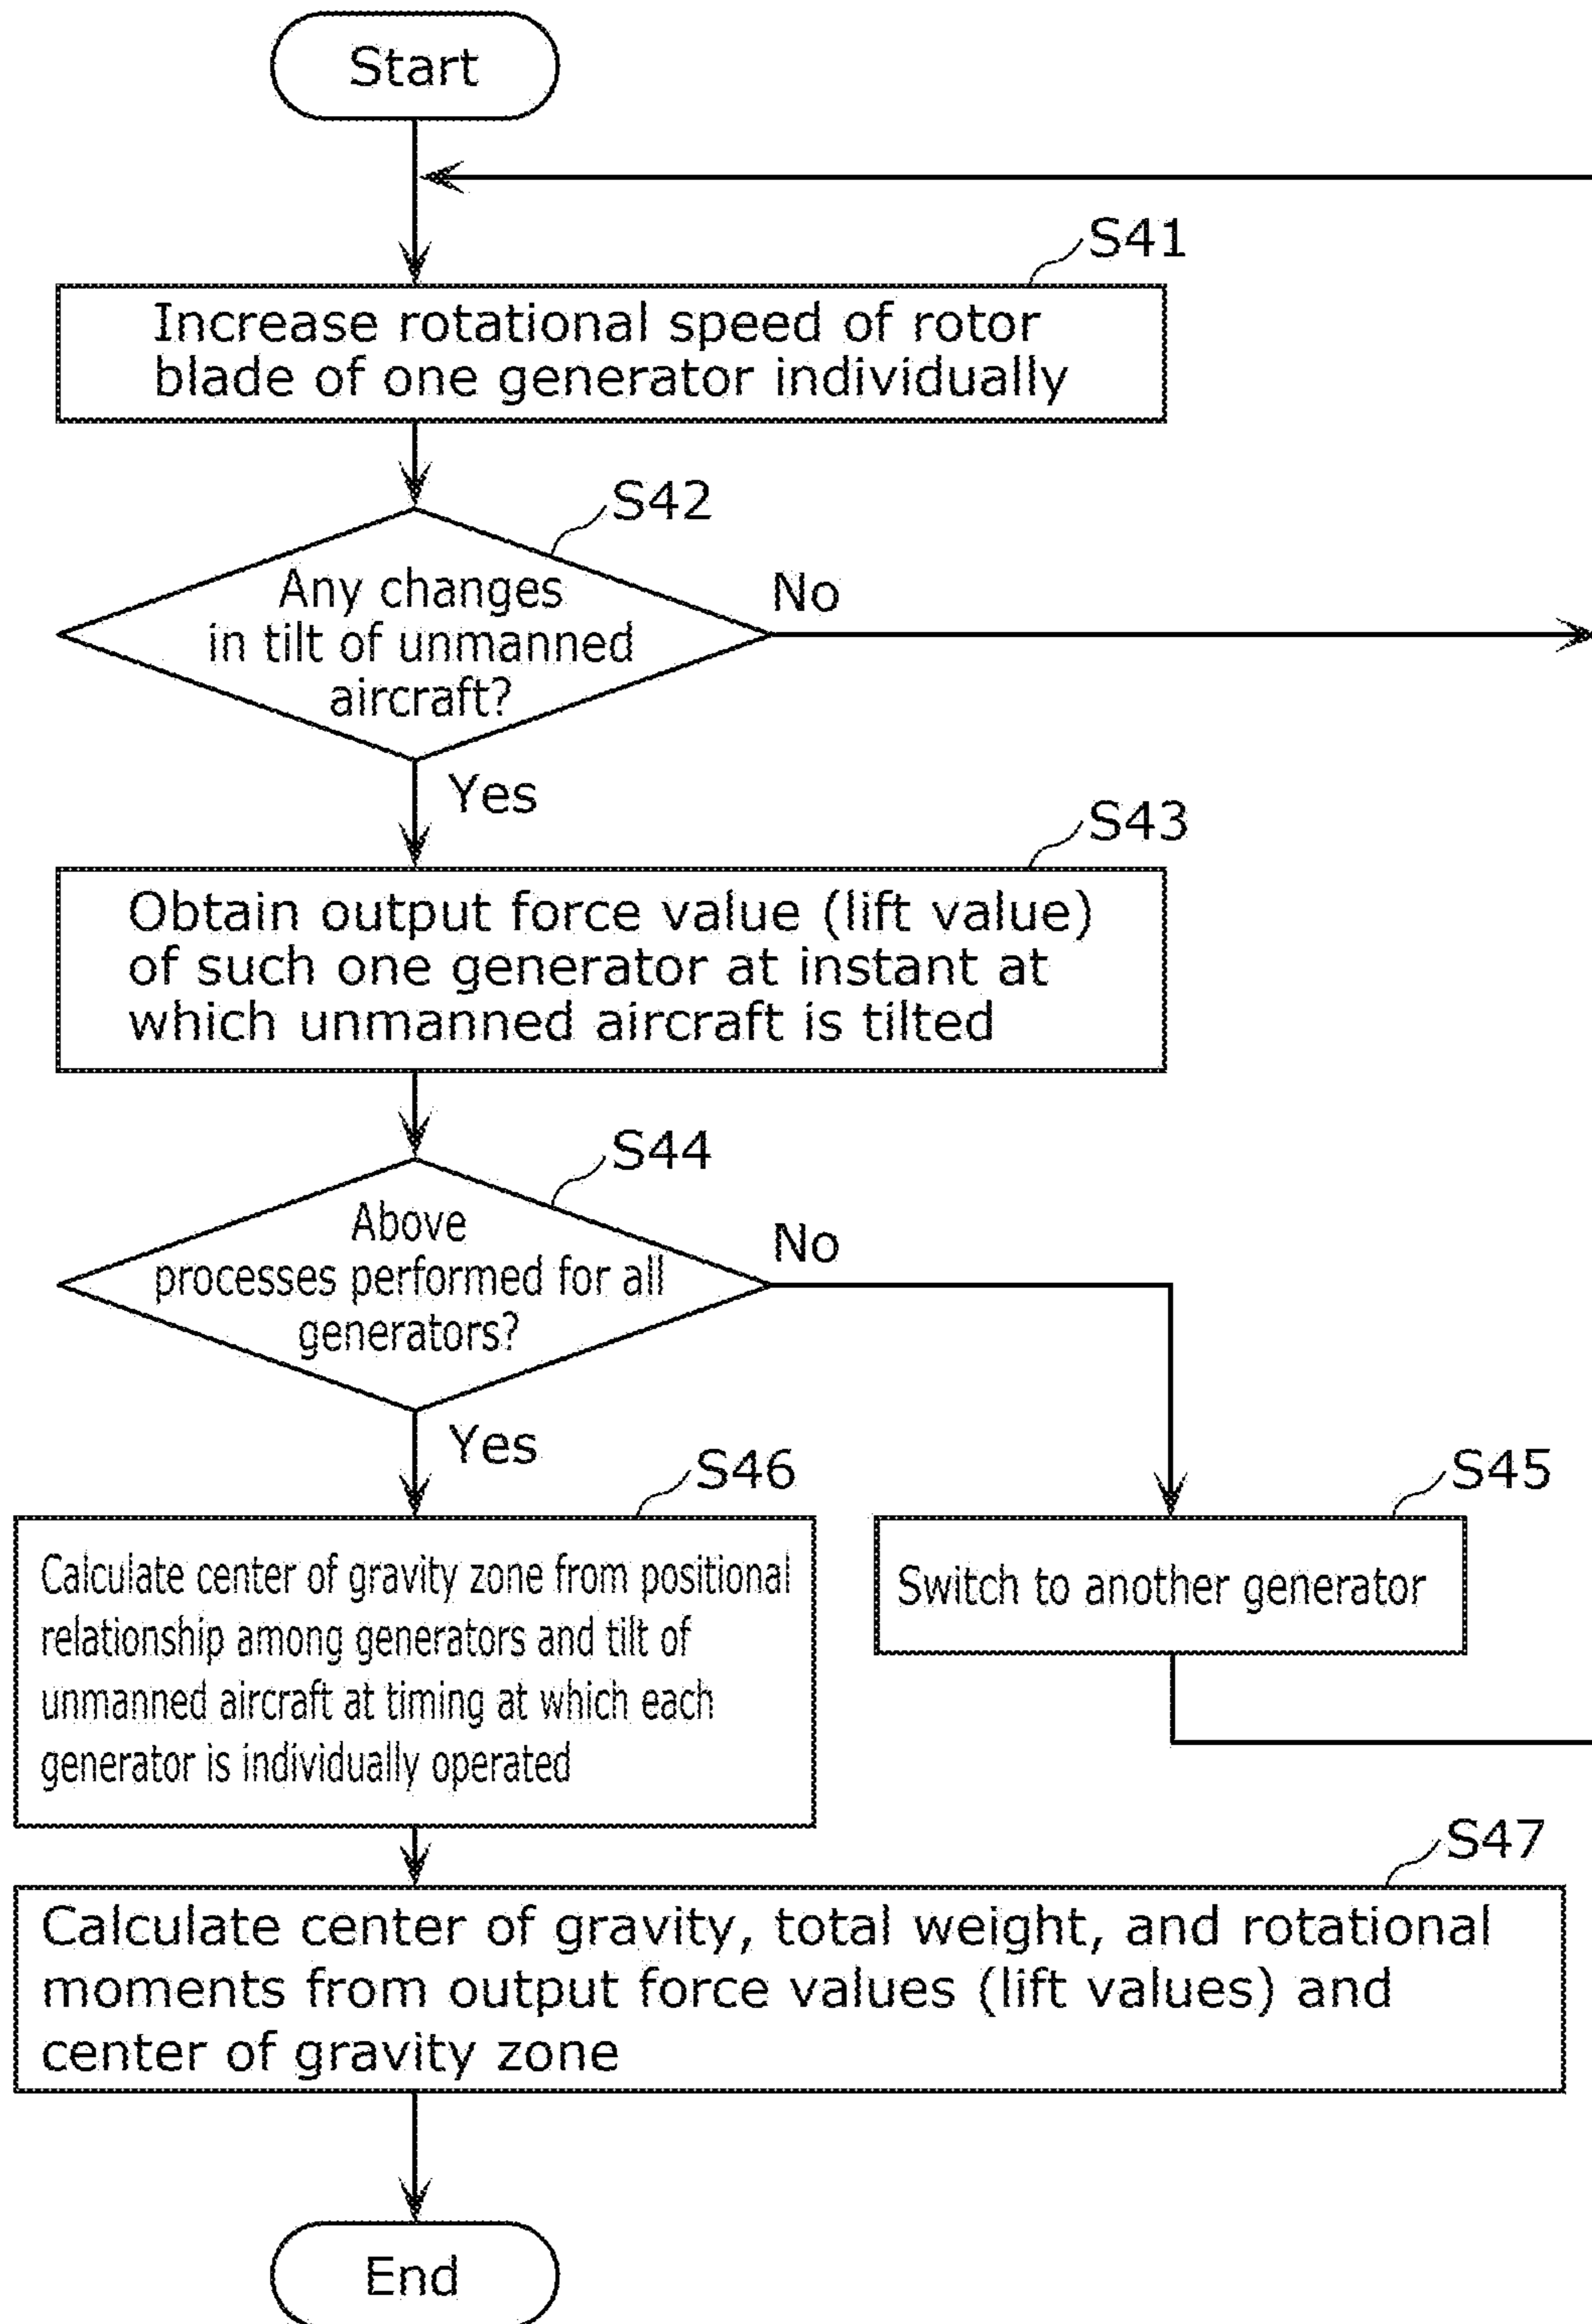 Start
S41
Increase rotational speed of rotor
blade of one generator individually
S42
Any changes
in tilt of unmanned
aircraft?
No
Yes
S43
Obtain output force value (lift value)
of such one generator at instant at
which unmanned aircraft is tilted
S44
Above
processes performed for all
generators?
No
Yes
S46
Calculate center of gravity zone from positional
relationship among generators and tilt of
unmanned aircraft at timing at which each
generator is individually operated
S45
Switch to another generator
S47
Calculate center of gravity, total weight, and rotational
moments from output force values (lift values) and
center of gravity zone
End